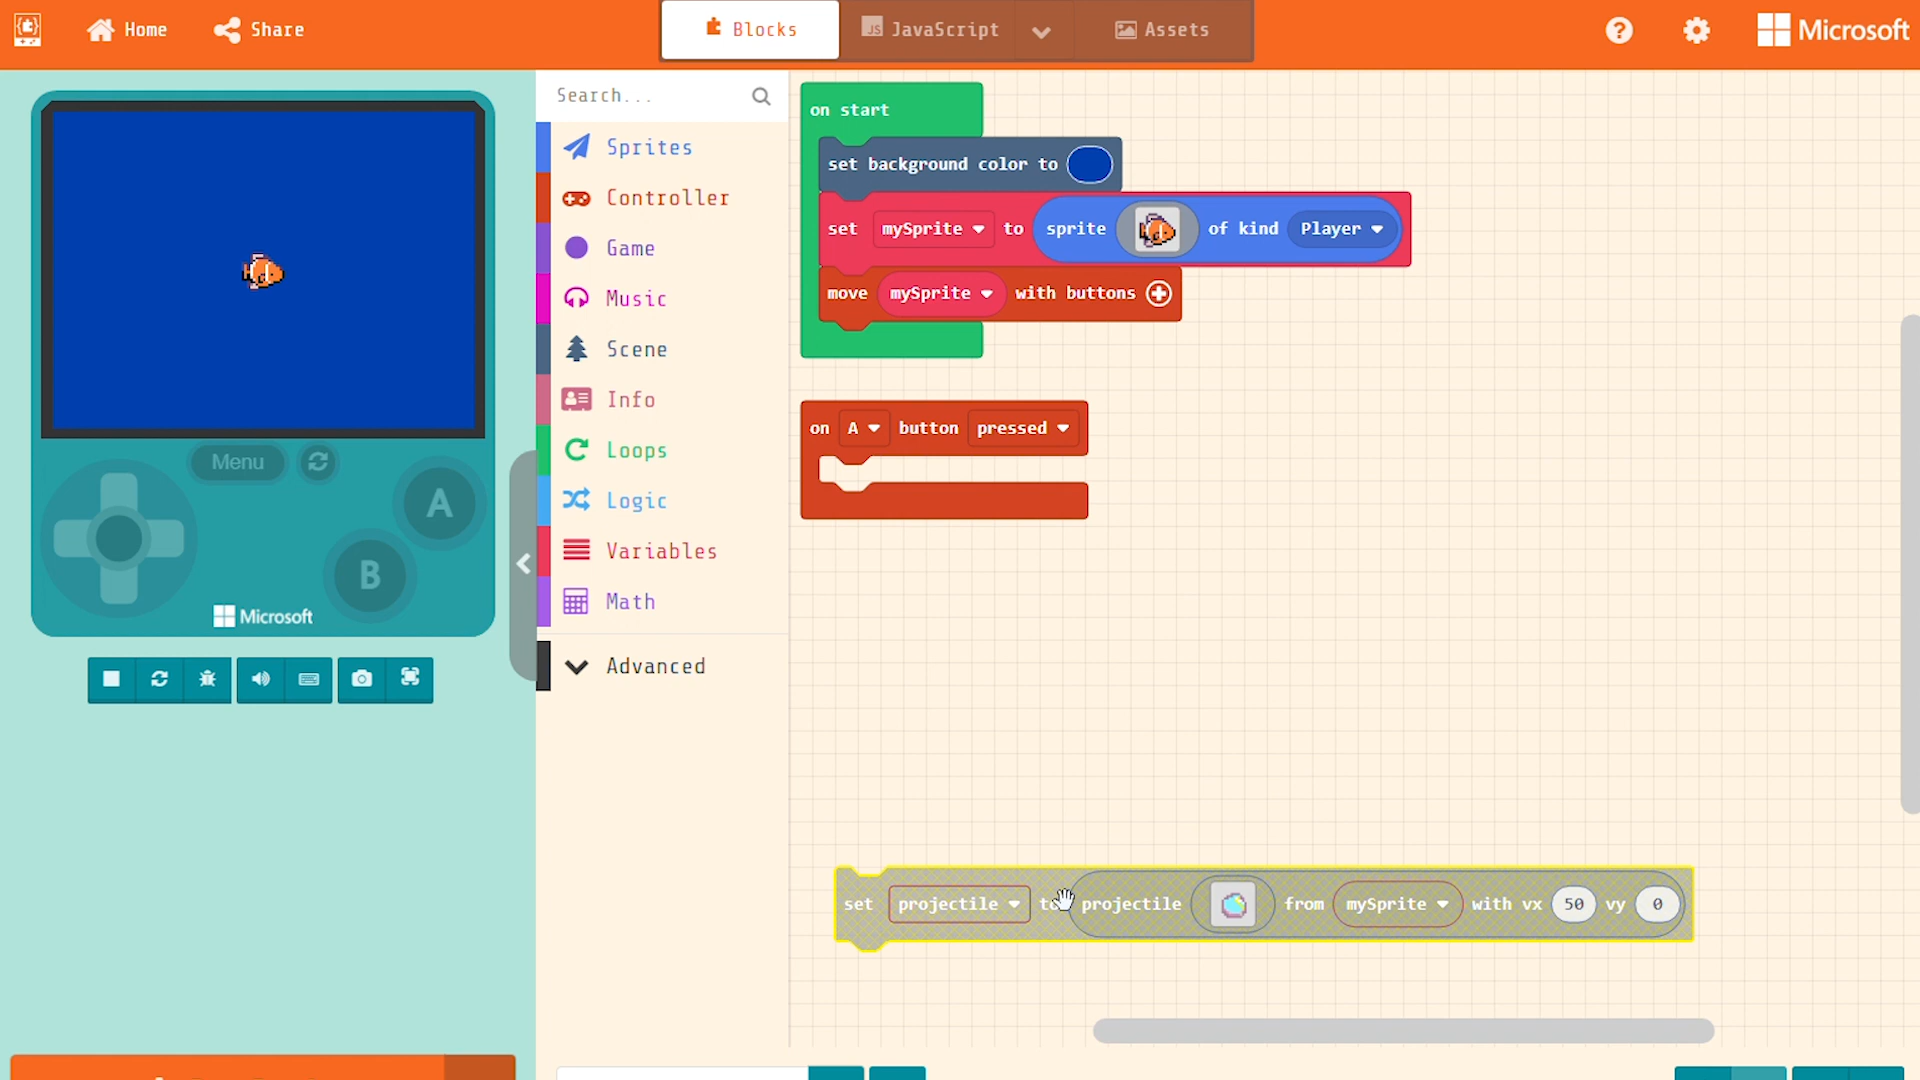 Home
Share
Blocks
JS JavaScript
Assets
Microsoft
Menu
A
B
Microsoft
Search...
Sprites
Controller
Game
Music
Scene
Info
Loops
Logic
Variables
Math
Advanced
on start
set background color to
set mySprite to sprite of kind Player
move mySprite with buttons
on A button pressed
set projectile to projectile from mySprite with vx 50 vy 0